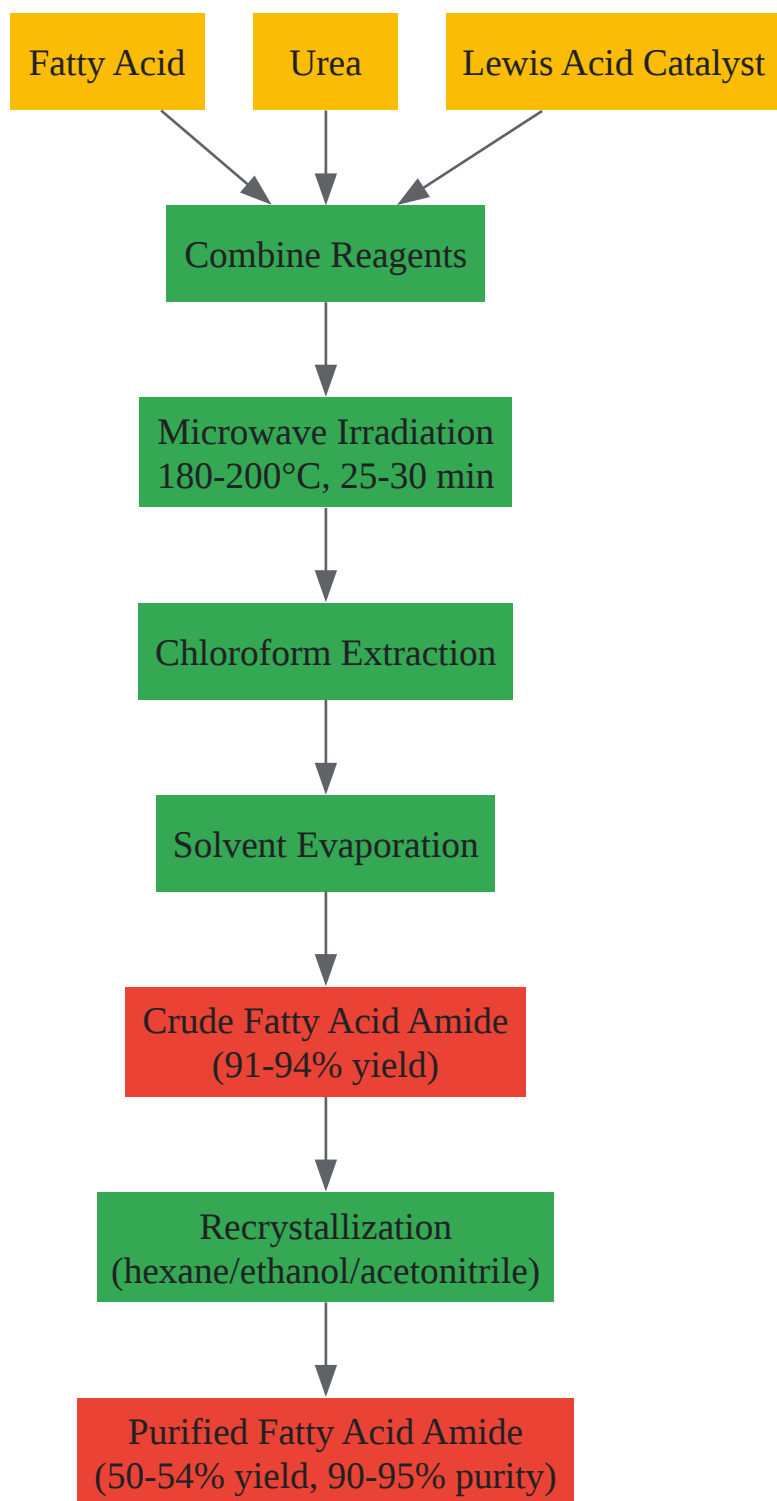 Fatty Acid
Urea
Lewis Acid Catalyst
Combine Reagents
Microwave Irradiation
180-200°C, 25-30 min
Chloroform Extraction
Solvent Evaporation
Crude Fatty Acid Amide
(91-94% yield)
Recrystallization
(hexane/ethanol/acetonitrile)
Purified Fatty Acid Amide
(50-54% yield, 90-95% purity)